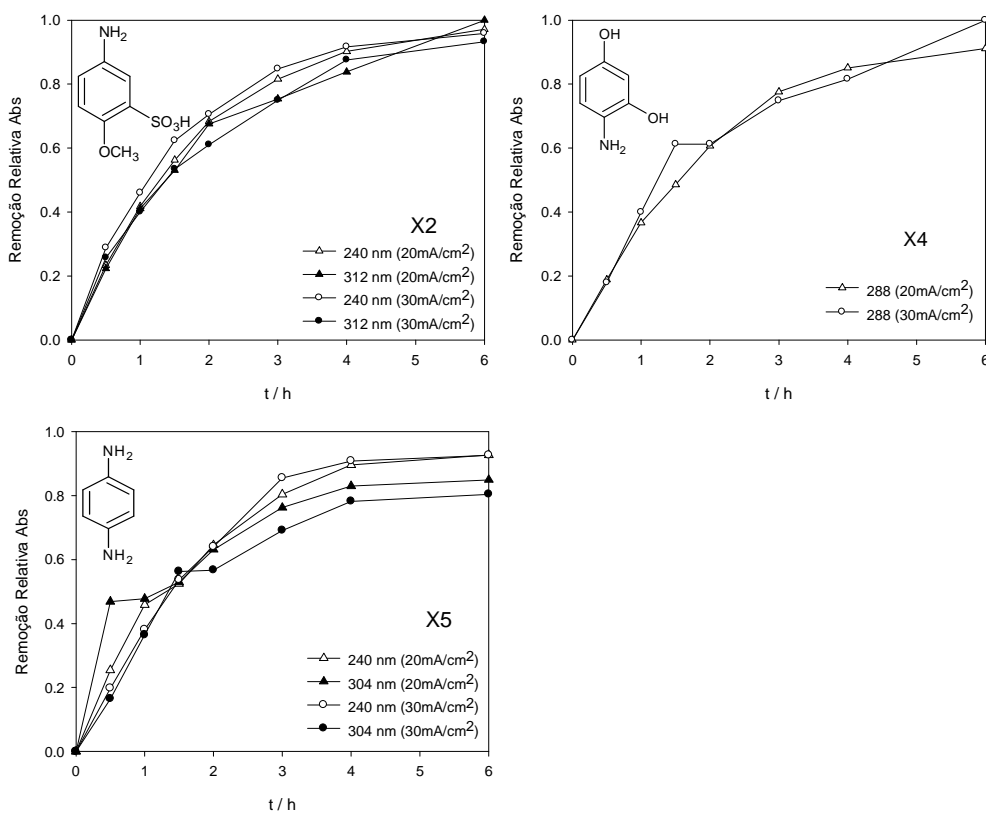 1.0
0.8
0.6
0.4
0.2
0.0
Remoção Relativa Abs
NH2
SO3H
OCH3
X2
240 nm (20mA/cm2)
312 nm (20mA/cm2)
240 nm (30mA/cm2)
312 nm (30mA/cm2)
0 1 2 3 4 5 6
t / h
1.0
0.8
0.6
0.4
0.2
0.0
Remoção Relativa Abs
OH
OH
NH2
X4
288 (20mA/cm2)
288 (30mA/cm2)
0 1 2 3 4 5 6
t / h
1.0
0.8
0.6
0.4
0.2
0.0
Remoção Relativa Abs
NH2
NH2
X5
240 nm (20mA/cm2)
304 nm (20mA/cm2)
240 nm (30mA/cm2)
304 nm (30mA/cm2)
0 1 2 3 4 5 6
t / h